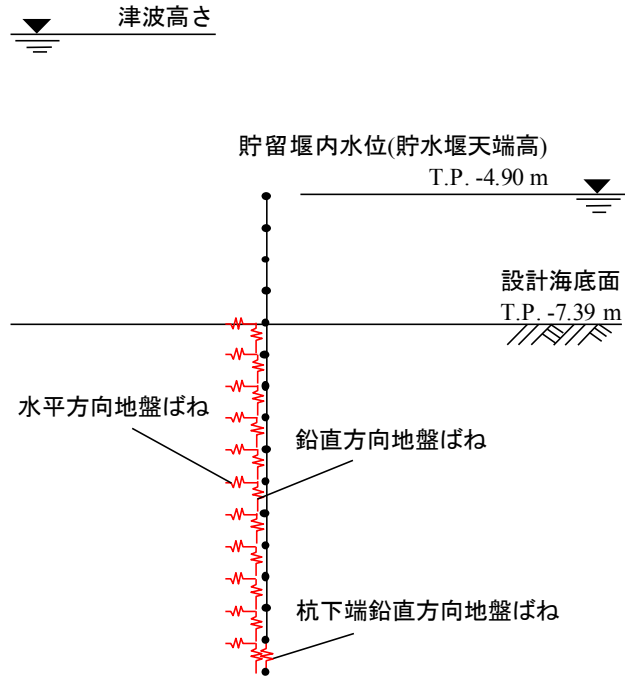 津波高さ
貯留堰内水位(貯水堰天端高)
T.P. -4.90 m
設計海底面
T.P. -7.39 m
水平方向地盤ばね
鉛直方向地盤ばね
杭下端鉛直方向地盤ばね